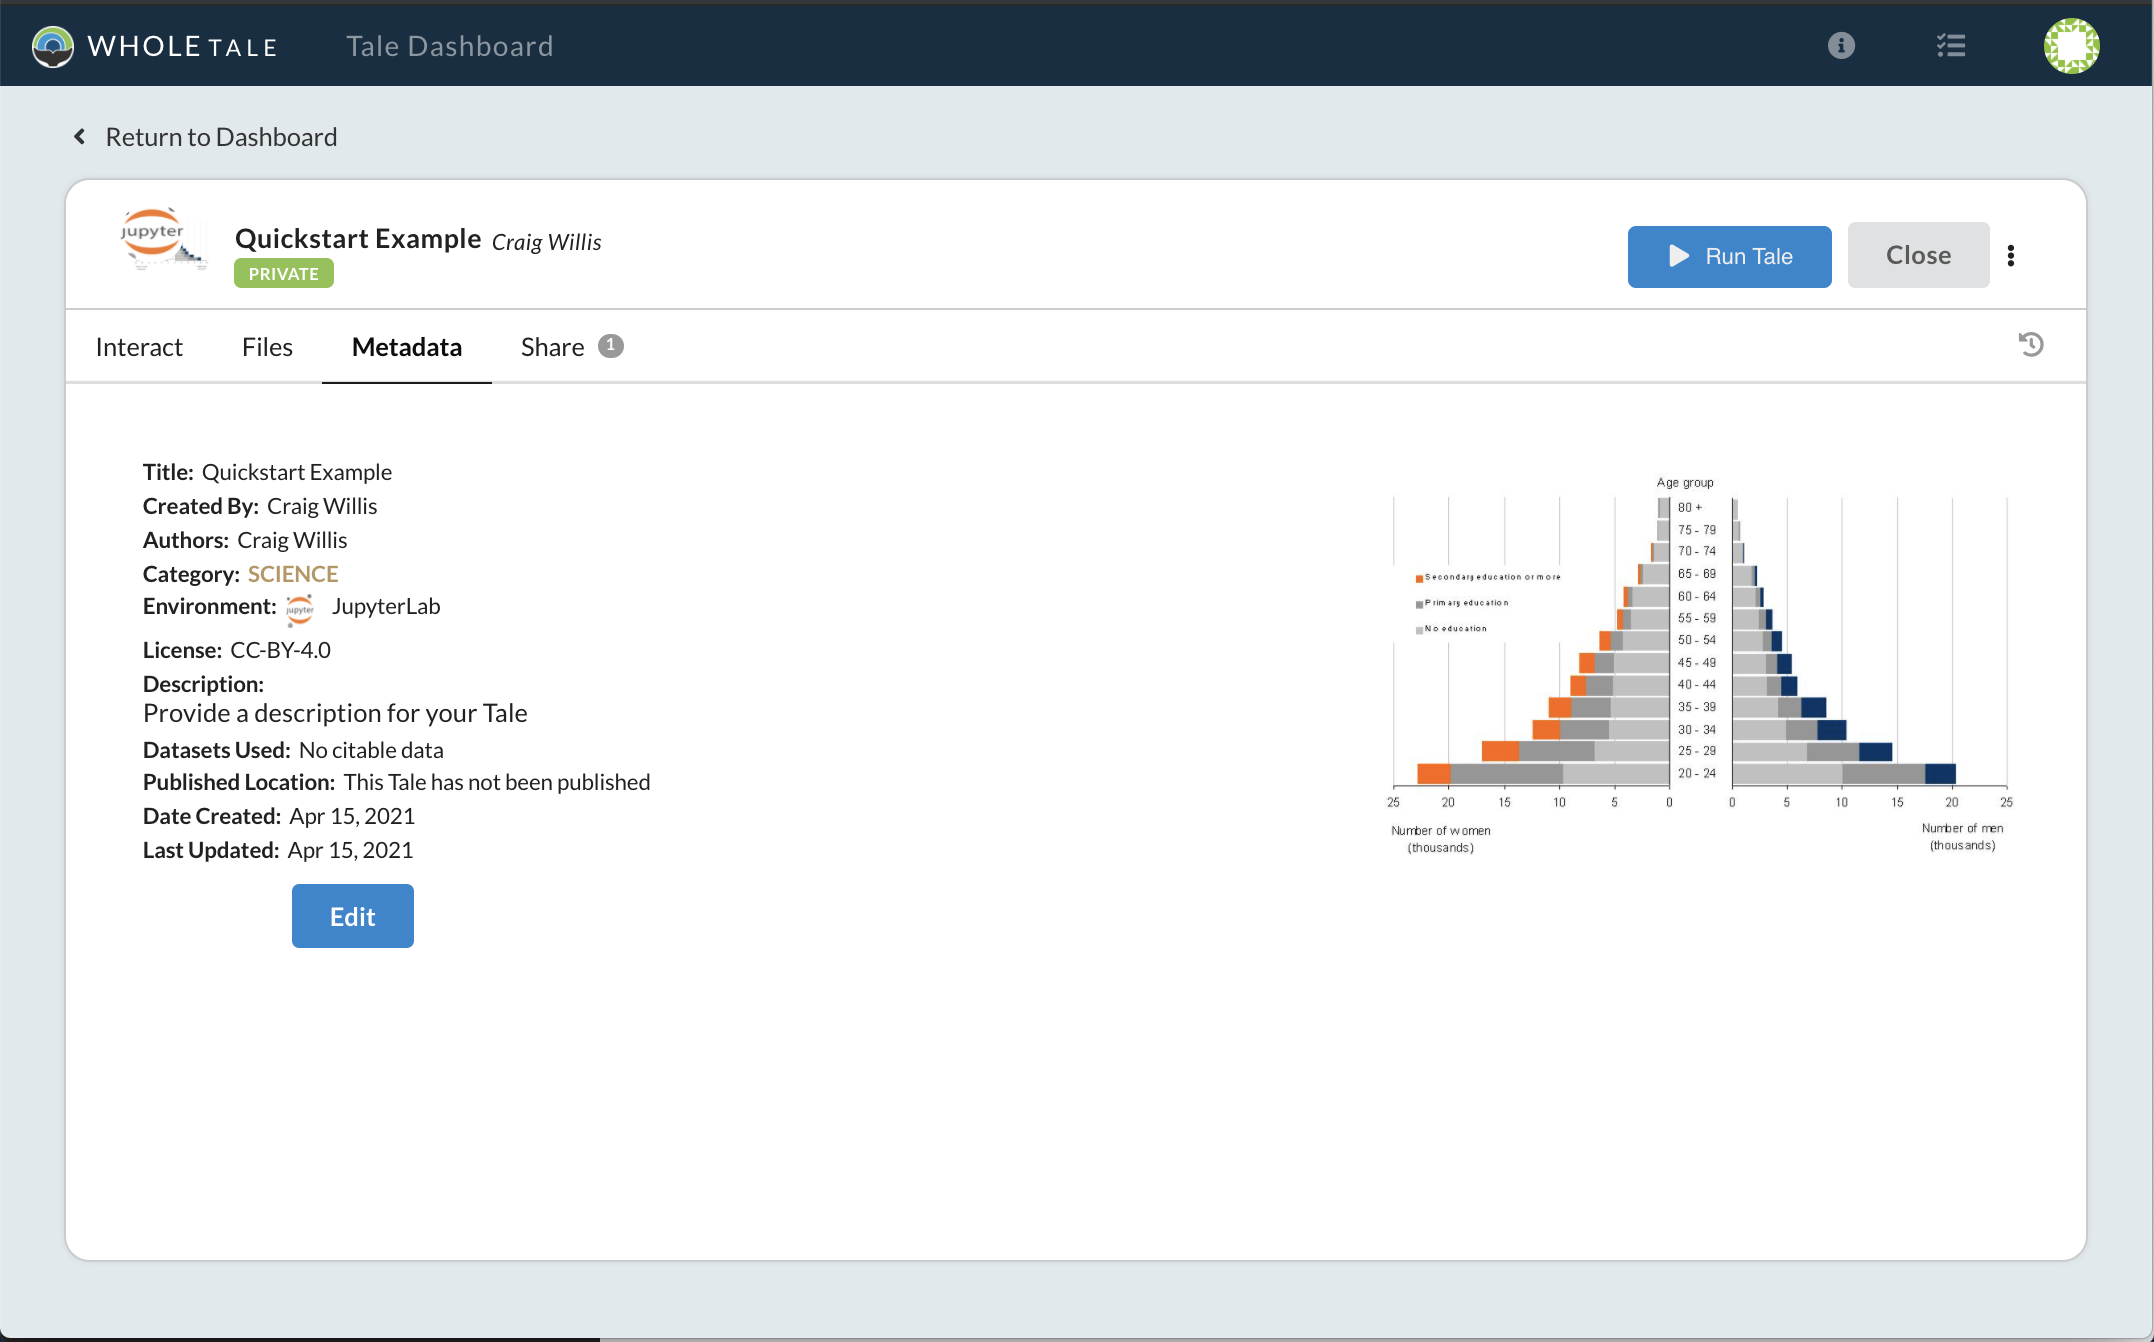 WHOLE TALE Tale Dashboard
Return to Dashboard
jupyter
Quickstart Example Craig Willis
PRIVATE
Run Tale
Close
Interact Files Metadata Share 1
Title: Quickstart Example
Created By: Craig Willis
Authors: Craig Willis
Category: SCIENCE
Environment: jupyter JupyterLab
License: CC-BY-4.0
Description:
Provide a description for your Tale
Datasets Used: No citable data
Published Location: This Tale has not been published
Date Created: Apr 15, 2021
Last Updated: Apr 15, 2021
Edit
Age group
80 +
75 - 79
70 - 74
65 - 69
60 - 64
55 - 59
50 - 54
45 - 49
40 - 44
35 - 39
30 - 34
25 - 29
20 - 24
Secondary education or more
Primary education
No education
25 20 15 10 5 0 0 5 10 15 20 25
Number of women
(thousands)
Number of men
(thousands)